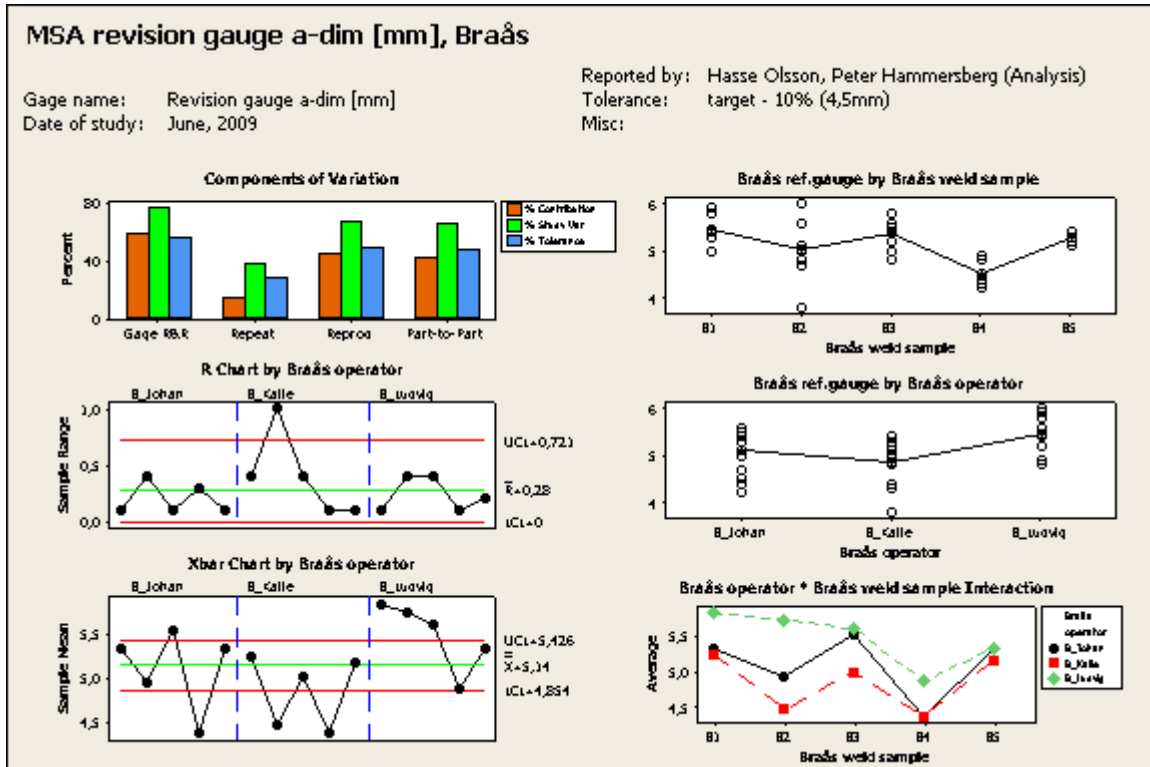 MSA revision gauge a-dim [mm], Braås
Gage name: Revision gauge a-dim [mm]
Date of study: June, 2009
Reported by: Hasse Olsson, Peter Hammersberg (Analysis)
Tolerance: target - 10% (4,5mm)
Misc:
Components of Variation
Percent
80
40
0
Gage R&R Repeat Reprod Part-to-Part
% Contribution
% Study Var
% Tolerance
R Chart by Braås operator
B_Johan B_Kalle B_Ludvig
Sample Range
1,0
0,5
0,0
UCL=0,721
R=0,28
LCL=0
Xbar Chart by Braås operator
B_Johan B_Kalle B_Ludvig
Sample Mean
5,5
5,0
4,5
UCL=5,426
X=5,14
LCL=4,854
Braås ref.gauge by Braås weld sample
6
5
4
B1 B2 B3 B4 B5
Braås weld sample
Braås ref.gauge by Braås operator
6
5
4
B_Johan B_Kalle B_Ludvig
Braås operator
Braås operator * Braås weld sample Interaction
Average
5,5
5,0
4,5
B1 B2 B3 B4 B5
Braås weld sample
Braås
operator
B_Johan
B_Kalle
B_Ludvig